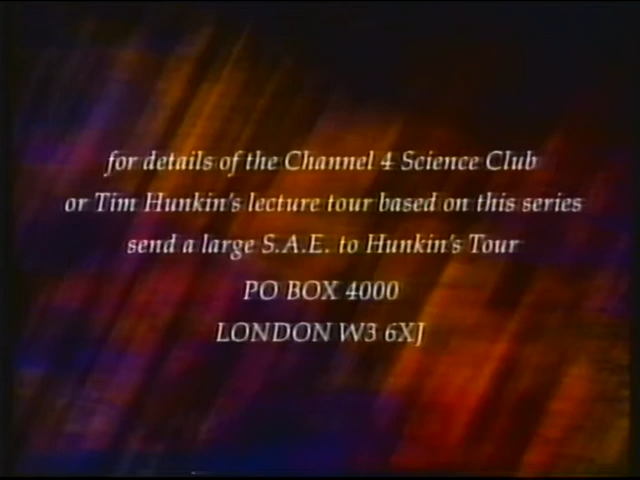 for details of the Channel 4 Science Club
or Tim Hunkin's lecture tour based on this series
send a large S.A.E. to Hunkin's Tour
PO BOX 4000
LONDON W3 6XJ